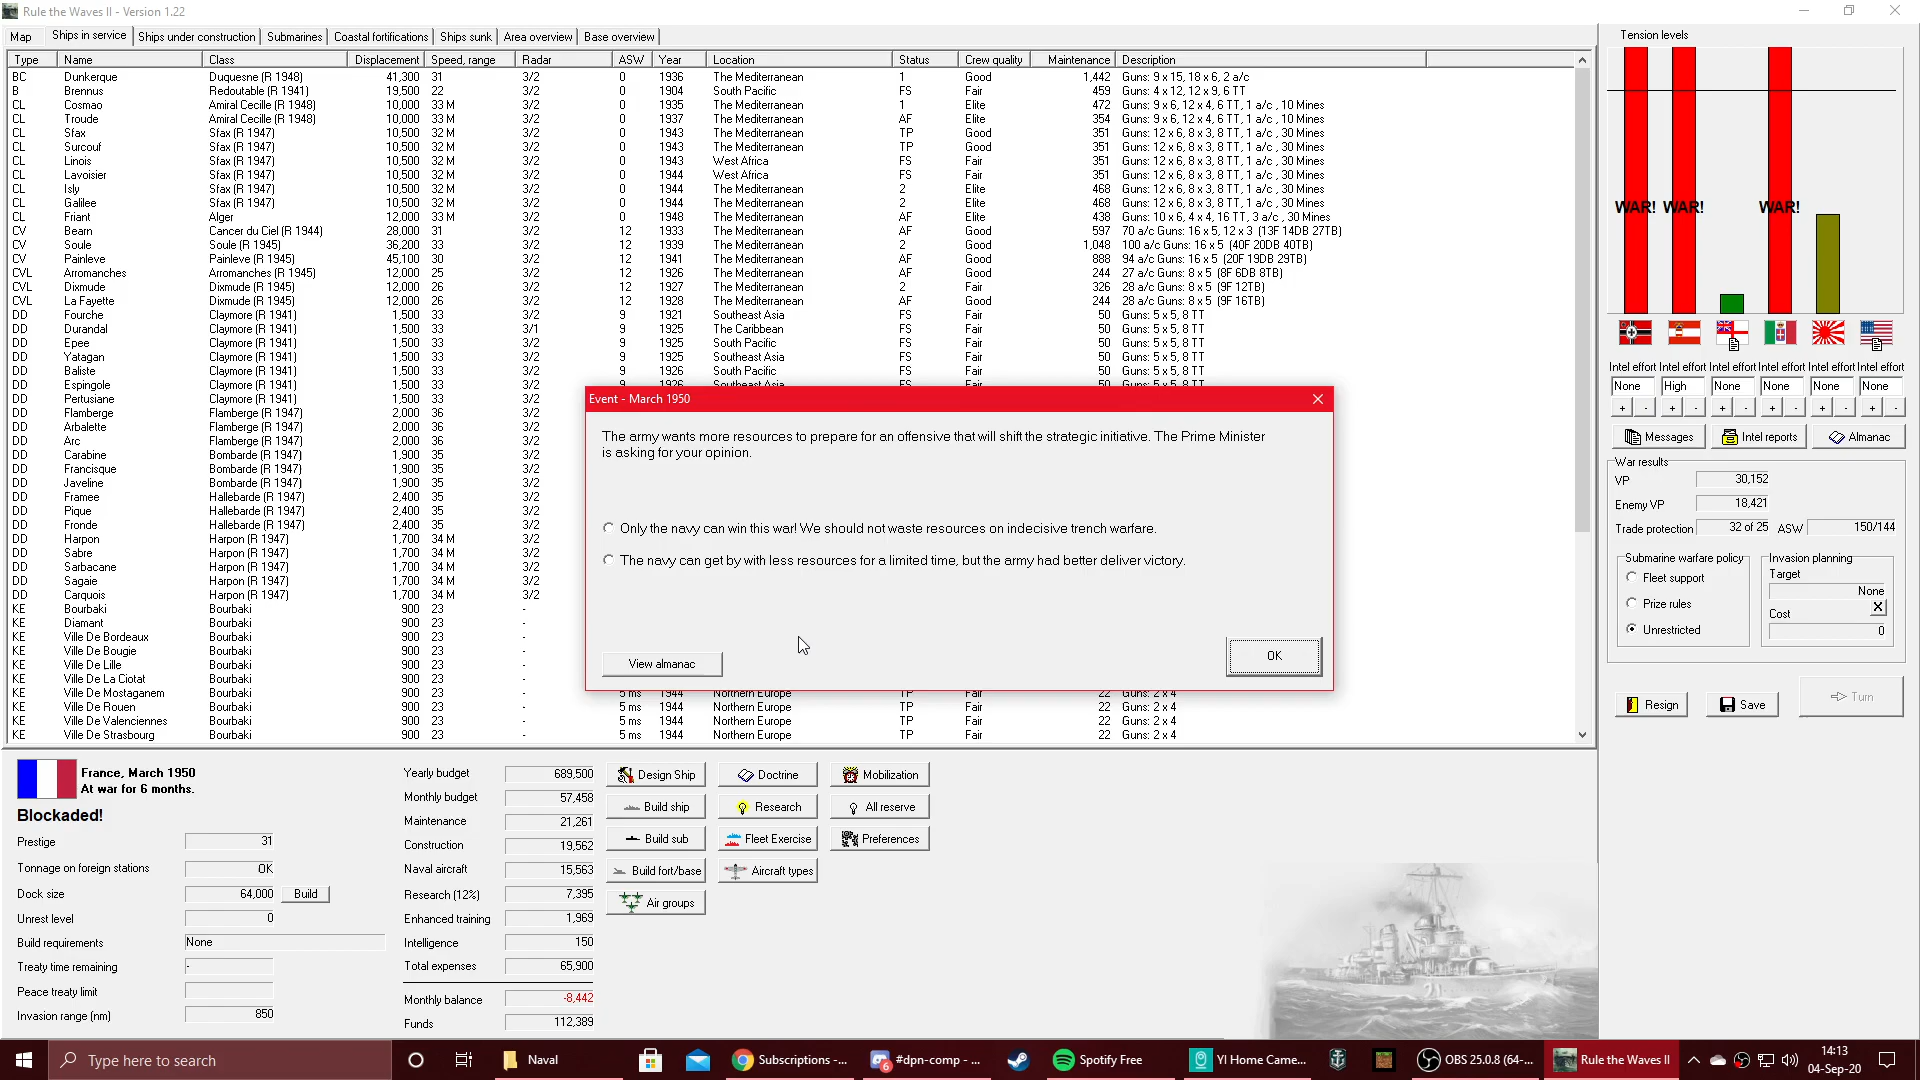 Rule the Waves II - Version 1.22
Map Ships in service Ships under construction Submarines Coastal fortifications Ships sunk Area overview Base overview
Type Name Class Displacement Speed, range Radar ASW Year Location Status Crew quality Maintenance Description
BC Dunkerque Duquesne (R 1948) 41,300 31 3/2 0 1936 The Mediterranean 1 Good 1,442 Guns: 9 x 15, 18 x 6, 2 a/c
B Brennus Redoutable (R 1941) 19,500 22 3/2 0 1904 South Pacific FS Fair 459 Guns: 4 x 12, 12 x 9, 6 TT
CL Cosmao Amiral Cecille (R 1948) 10,000 33 M 3/2 0 1935 The Mediterranean 1 Elite 472 Guns: 9 x 6, 12 x 4, 6 TT, 1 a/c , 10 Mines
CL Troude Amiral Cecille (R 1948) 10,000 33 M 3/2 0 1937 The Mediterranean AF Elite 354 Guns: 9 x 6, 12 x 4, 6 TT, 1 a/c , 10 Mines
CL Sfax Sfax (R 1947) 10,500 32 M 3/2 0 1943 The Mediterranean TP Good 351 Guns: 12 x 6, 8 x 3, 8 TT, 1 a/c , 30 Mines
CL Surcouf Sfax (R 1947) 10,500 32 M 3/2 0 1943 The Mediterranean TP Good 351 Guns: 12 x 6, 8 x 3, 8 TT, 1 a/c , 30 Mines
CL Linois Sfax (R 1947) 10,500 32 M 3/2 0 1943 West Africa FS Fair 351 Guns: 12 x 6, 8 x 3, 8 TT, 1 a/c , 30 Mines
CL Lavoisier Sfax (R 1947) 10,500 32 M 3/2 0 1944 West Africa FS Fair 351 Guns: 12 x 6, 8 x 3, 8 TT, 1 a/c , 30 Mines
CL Isly Sfax (R 1947) 10,500 32 M 3/2 0 1944 The Mediterranean 2 Elite 468 Guns: 12 x 6, 8 x 3, 8 TT, 1 a/c , 30 Mines
CL Galilee Sfax (R 1947) 10,500 32 M 3/2 0 1944 The Mediterranean 2 Elite 468 Guns: 12 x 6, 8 x 3, 8 TT, 1 a/c , 30 Mines
CL Friant Alger 12,000 33 M 3/2 0 1948 The Mediterranean AF Elite 438 Guns: 10 x 6, 4 x 4, 16 TT, 3 a/c , 30 Mines
CV Bearn Cancer du Ciel (R 1944) 28,000 31 3/2 12 1933 The Mediterranean AF Good 597 70 a/c Guns: 16 x 5, 12 x 3 (13F 14DB 27TB)
CV Soule Soule (R 1945) 36,200 33 3/2 12 1939 The Mediterranean 2 Good 1,048 100 a/c Guns: 16 x 5 (40F 20DB 40TB)
CV Painleve Painleve (R 1945) 45,100 30 3/2 12 1941 The Mediterranean AF Good 888 94 a/c Guns: 16 x 5 (20F 19DB 29TB)
CVL Arromanches Arromanches (R 1945) 12,000 25 3/2 12 1926 The Mediterranean AF Good 244 27 a/c Guns: 8 x 5 (8F 6DB 8TB)
CVL Dixmude Dixmude (R 1945) 12,000 26 3/2 12 1927 The Mediterranean 2 Fair 326 28 a/c Guns: 8 x 5 (9F 12TB)
CVL La Fayette Dixmude (R 1945) 12,000 26 3/2 12 1928 The Mediterranean AF Good 244 28 a/c Guns: 8 x 5 (9F 16TB)
DD Fourche Claymore (R 1941) 1,500 33 3/2 9 1921 Southeast Asia FS Fair 50 Guns: 5 x 5, 8 TT
DD Durandal Claymore (R 1941) 1,500 33 3/1 9 1925 The Caribbean FS Fair 50 Guns: 5 x 5, 8 TT
DD Epee Claymore (R 1941) 1,500 33 3/2 9 1925 South Pacific FS Fair 50 Guns: 5 x 5, 8 TT
DD Yatagan Claymore (R 1941) 1,500 33 3/2 9 1925 Southeast Asia FS Fair 50 Guns: 5 x 5, 8 TT
DD Baliste Claymore (R 1941) 1,500 33 3/2 9 1926 South Pacific FS Fair 50 Guns: 5 x 5, 8 TT
DD Espingole Claymore (R 1941) 1,500 33 3/2 9 1926 Southeast Asia FS Fair 50 Guns: 5 x 5, 8 TT
DD Pertusiane Claymore (R 1941) 1,500 33 3/2
DD Flamberge Flamberge (R 1947) 2,000 36 3/2
DD Arbalette Flamberge (R 1947) 2,000 36 3/2
DD Arc Flamberge (R 1947) 2,000 36 3/2
DD Carabine Bombarde (R 1947) 1,900 35 3/2
DD Francisque Bombarde (R 1947) 1,900 35 3/2
DD Javeline Bombarde (R 1947) 1,900 35 3/2
DD Framee Hallebarde (R 1947) 2,400 35 3/2
DD Pique Hallebarde (R 1947) 2,400 35 3/2
DD Fronde Hallebarde (R 1947) 2,400 35 3/2
DD Harpon Harpon (R 1947) 1,700 34 M 3/2
DD Sabre Harpon (R 1947) 1,700 34 M 3/2
DD Sarbacane Harpon (R 1947) 1,700 34 M 3/2
DD Sagaie Harpon (R 1947) 1,700 34 M 3/2
DD Carquois Harpon (R 1947) 1,700 34 M 3/2
KE Bourbaki Bourbaki 900 23 -
KE Diamant Bourbaki 900 23 -
KE Ville De Bordeaux Bourbaki 900 23 -
KE Ville De Bougie Bourbaki 900 23 -
KE Ville De Lille Bourbaki 900 23 -
KE Ville De La Ciotat Bourbaki 900 23 -
KE Ville De Mostaganem Bourbaki 900 23 - 5 ms 1944 Northern Europe TP Fair 22 Guns: 2 x 4
KE Ville De Rouen Bourbaki 900 23 - 5 ms 1944 Northern Europe TP Fair 22 Guns: 2 x 4
KE Ville De Valenciennes Bourbaki 900 23 - 5 ms 1944 Northern Europe TP Fair 22 Guns: 2 x 4
KE Ville De Strasbourg Bourbaki 900 23 - 5 ms 1944 Northern Europe TP Fair 22 Guns: 2 x 4
Event - March 1950
The army wants more resources to prepare for an offensive that will shift the strategic initiative. The Prime Minister
is asking for your opinion.
Only the navy can win this war! We should not waste resources on indecisive trench warfare.
The navy can get by with less resources for a limited time, but the army had better deliver victory.
View almanac OK
Tension levels
WAR! WAR! WAR!
Intel effort Intel effort Intel effort Intel effort Intel effort Intel effort
None High None None None None
+ - + - + - + - + - + -
Messages Intel reports Almanac
War results
VP 30,152
Enemy VP 18,421
Trade protection 32 of 25 ASW 150/144
Submarine warfare policy
Fleet support
Prize rules
Unrestricted
Invasion planning
Target
None
Cost X
0
Resign Save Turn
France, March 1950
At war for 6 months.
Blockaded!
Prestige 31
Tonnage on foreign stations OK
Dock size 64,000 Build
Unrest level 0
Build requirements None
Treaty time remaining -
Peace treaty limit
Invasion range (nm) 850
Yearly budget 689,500
Monthly budget 57,458
Maintenance 21,261
Construction 19,562
Naval aircraft 15,563
Research (12%) 7,395
Enhanced training 1,969
Intelligence 150
Total expenses 65,900
Monthly balance -8,442
Funds 112,389
Design Ship Doctrine Mobilization
Build ship Research All reserve
Build sub Fleet Exercise Preferences
Build fort/base Aircraft types
Air groups
Type here to search
Naval
Subscriptions -...
6
#dpn-comp - ...
Spotify Free
YI Home Came...
OBS 25.0.8 (64-...
Rule the Waves II
14:13
04-Sep-20